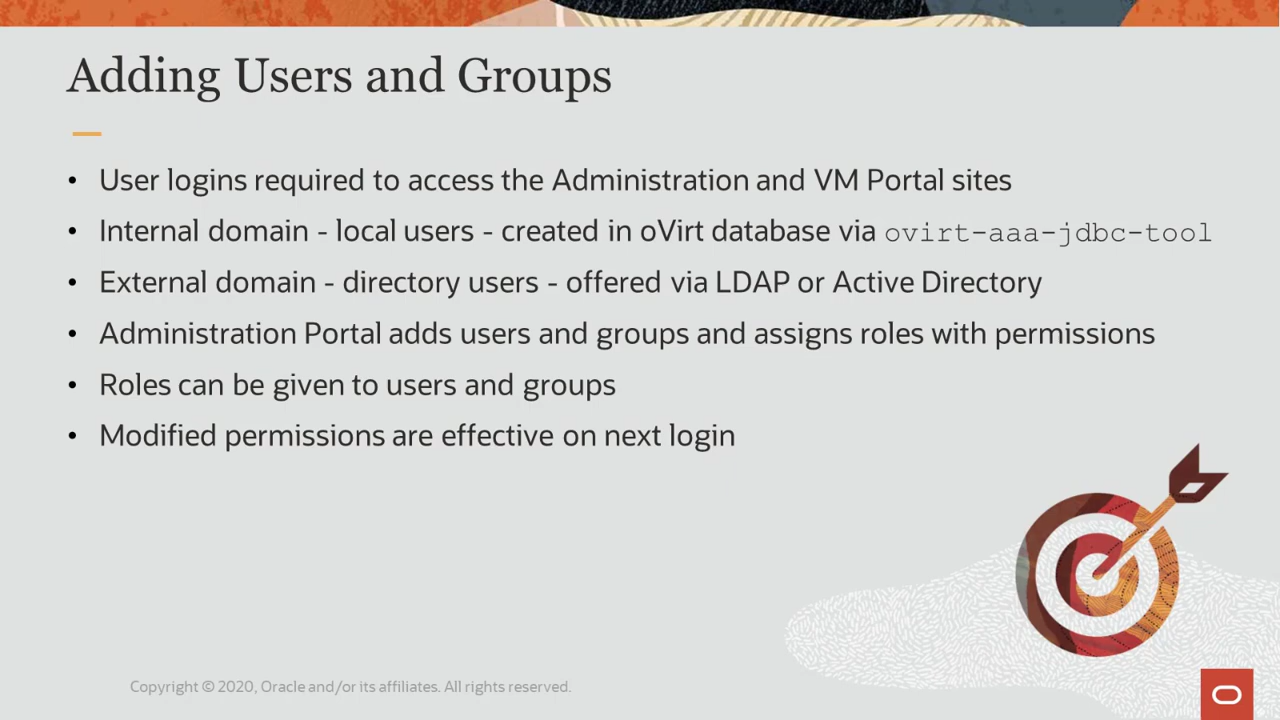 Adding Users and Groups
• User logins required to access the Administration and VM Portal sites
• Internal domain - local users - created in oVirt database via ovirt-aaa-jdbc-tool
• External domain - directory users - offered via LDAP or Active Directory
• Administration Portal adds users and groups and assigns roles with permissions
• Roles can be given to users and groups
• Modified permissions are effective on next login
Copyright © 2020, Oracle and/or its affiliates. All rights reserved.